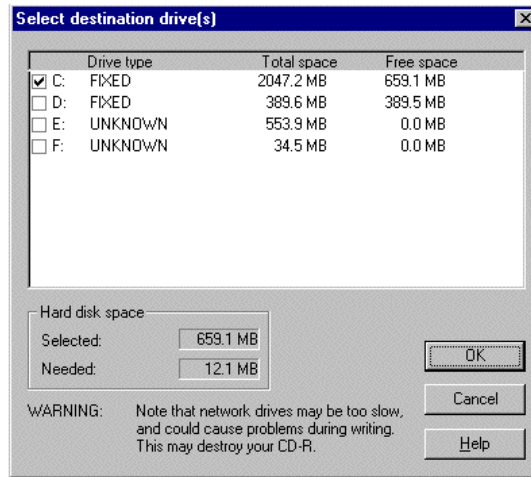 Select destination drive(s)
Drive type Total space Free space
C: FIXED 2047.2 MB 659.1 MB
D: FIXED 389.6 MB 389.5 MB
E: UNKNOWN 553.9 MB 0.0 MB
F: UNKNOWN 34.5 MB 0.0 MB
Hard disk space
Selected: 659.1 MB
Needed: 12.1 MB
OK
Cancel
Help
WARNING: Note that network drives may be too slow,
and could cause problems during writing.
This may destroy your CD-R.